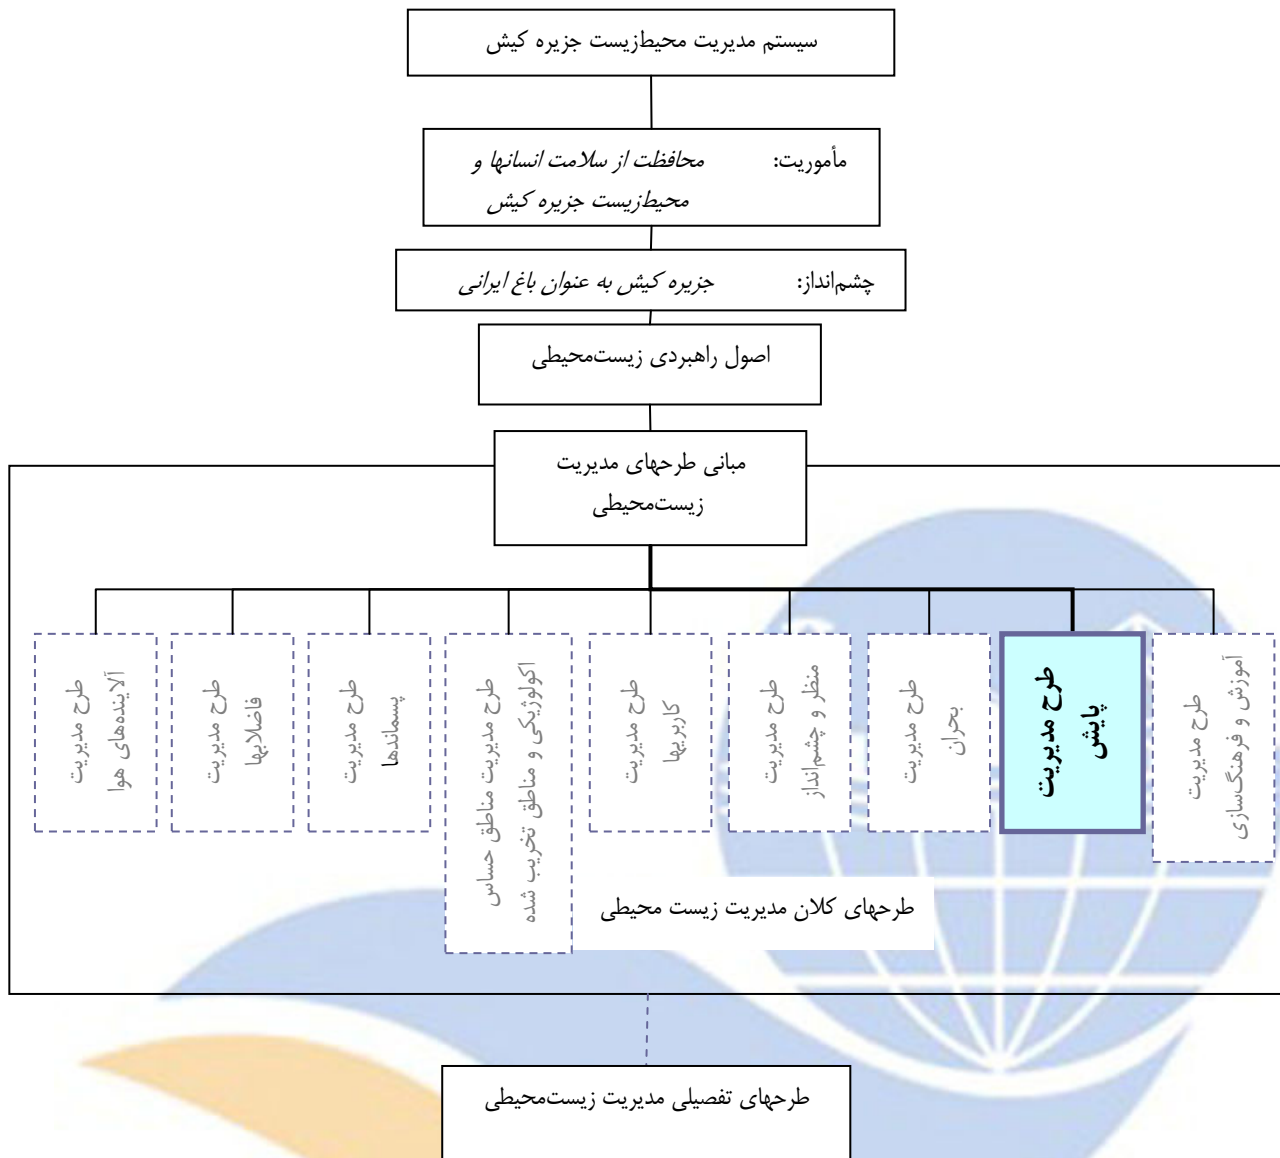 سیستم مدیریت محیط‌زیست جزیره کیش
مأموریت: محافظت از سلامت انسانها و
محیط‌زیست جزیره کیش
چشم‌انداز: جزیره کیش به عنوان باغ ایرانی
اصول راهبردی زیست‌محیطی
مبانی طرحهای مدیریت
زیست‌محیطی
طرح مدیریت
آموزش و فرهنگ‌سازی
طرح مدیریت
پایش
طرح مدیریت
بحران
طرح مدیریت
منظر و چشم‌انداز
طرح مدیریت
کاربریها
طرح مدیریت مناطق حساس
اکولوژیکی و مناطق تخریب شده
طرح مدیریت
پسماندها
طرح مدیریت
فاضلابها
طرح مدیریت
آلاینده‌های هوا
طرحهای کلان مدیریت زیست محیطی
طرحهای تفصیلی مدیریت زیست‌محیطی